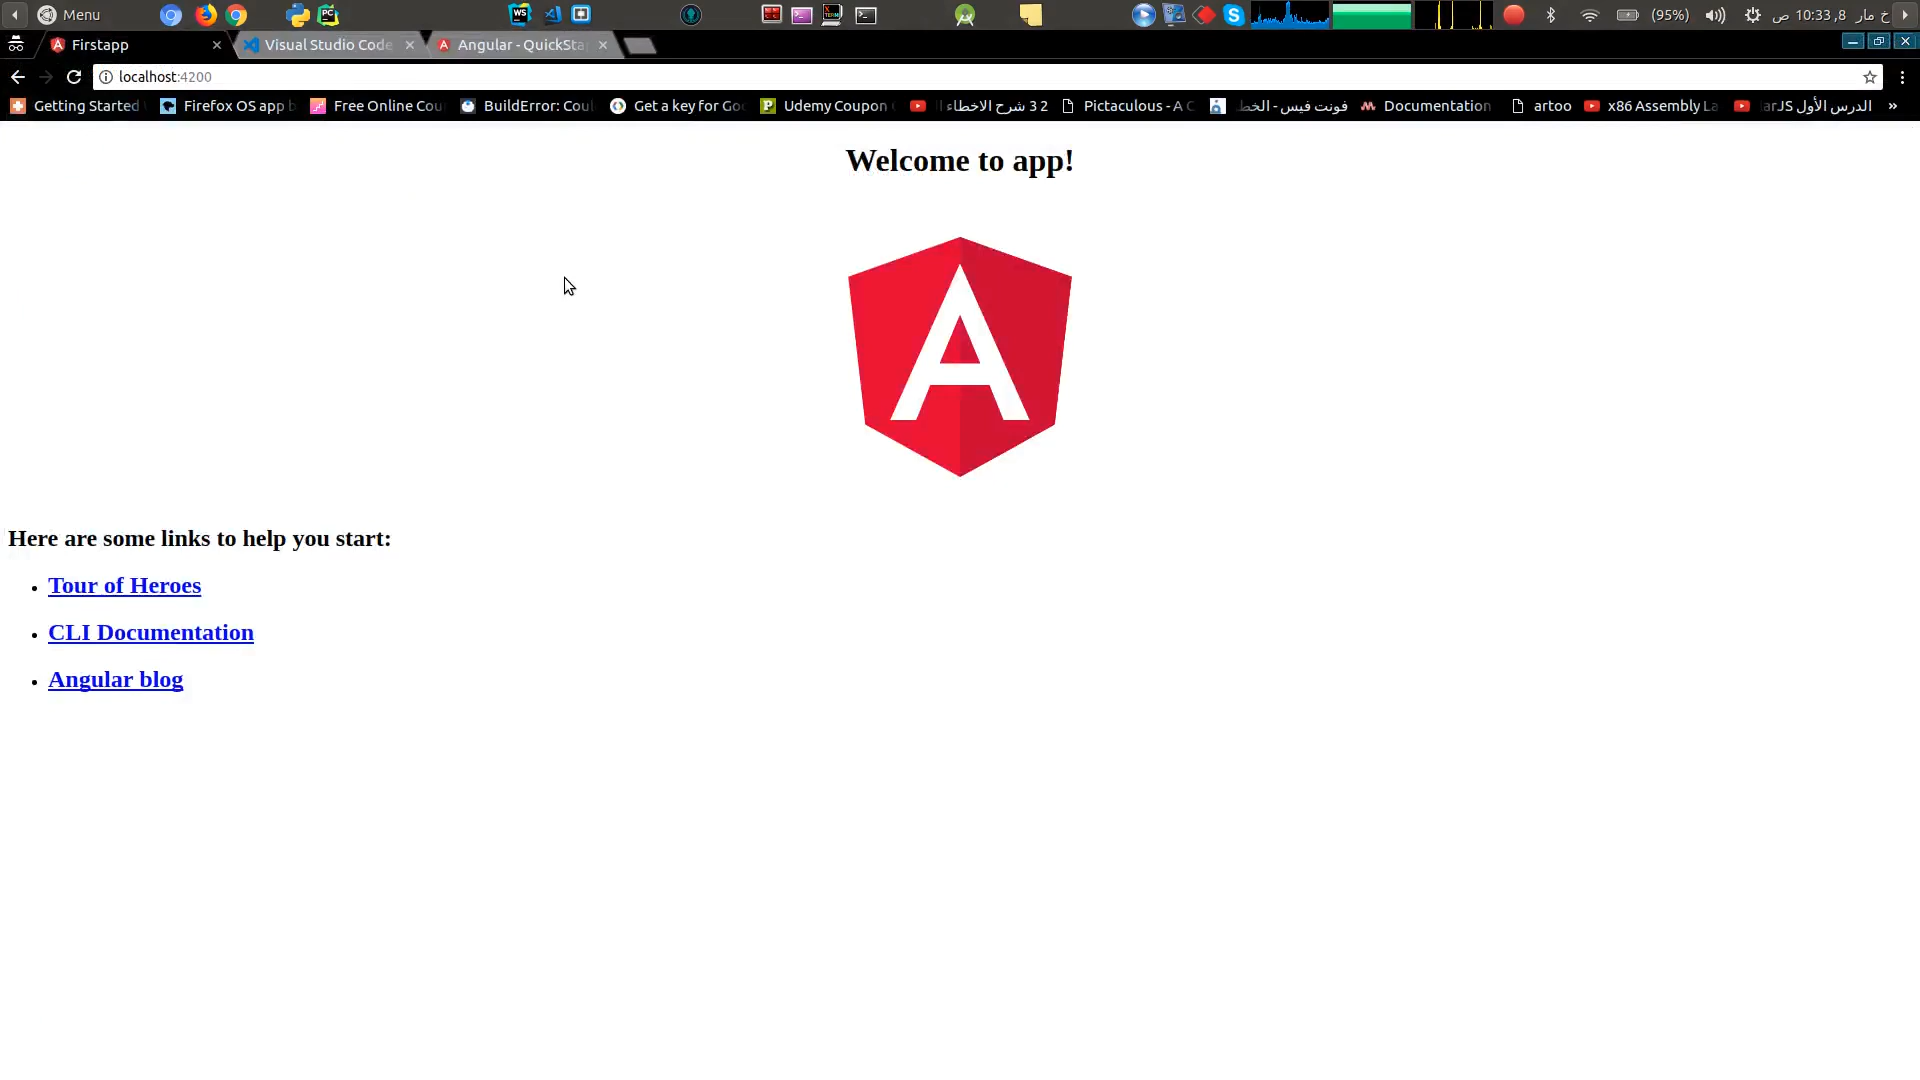 Menu
(95%)
خ مار 8, 10:33 ص
Firstapp
Visual Studio Code
Angular - QuickSta
localhost:4200
Getting Started
Firefox OS app
Free Online Cou
BuildError: Coul
Get a key for Go
Udemy Coupon
2 3 شرح الاخطاء
Pictaculous - A C
فونت فيس - الخط
Documentation
artoo
x86 Assembly La
الدرس الأول JS
Welcome to app!
Here are some links to help you start:
Tour of Heroes
CLI Documentation
Angular blog